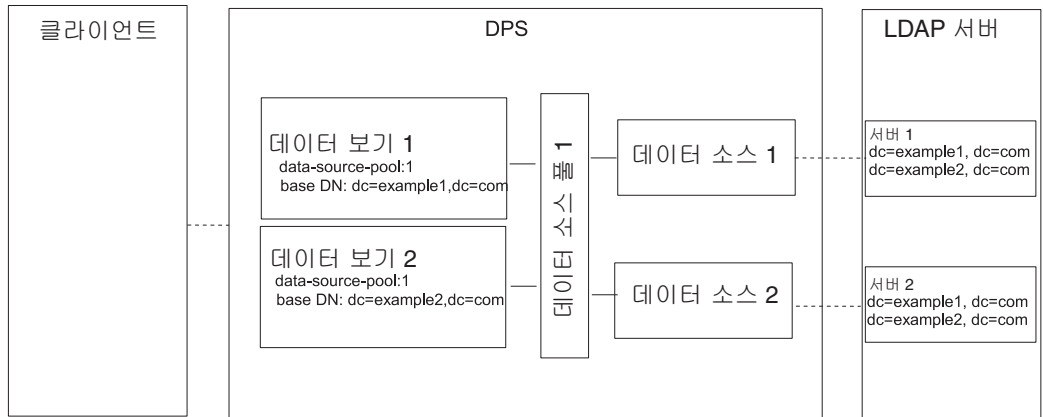 클라이언트
DPS
LDAP 서버
데이터 보기 1
data-source-pool:1
base DN: dc=example1,dc=com
데이터 보기 2
data-source-pool:1
base DN: dc=example2,dc=com
데이터 소스 풀 1
데이터 소스 1
데이터 소스 2
서버 1
dc=example1, dc=com
dc=example2, dc=com
서버 2
dc=example1, dc=com
dc=example2, dc=com